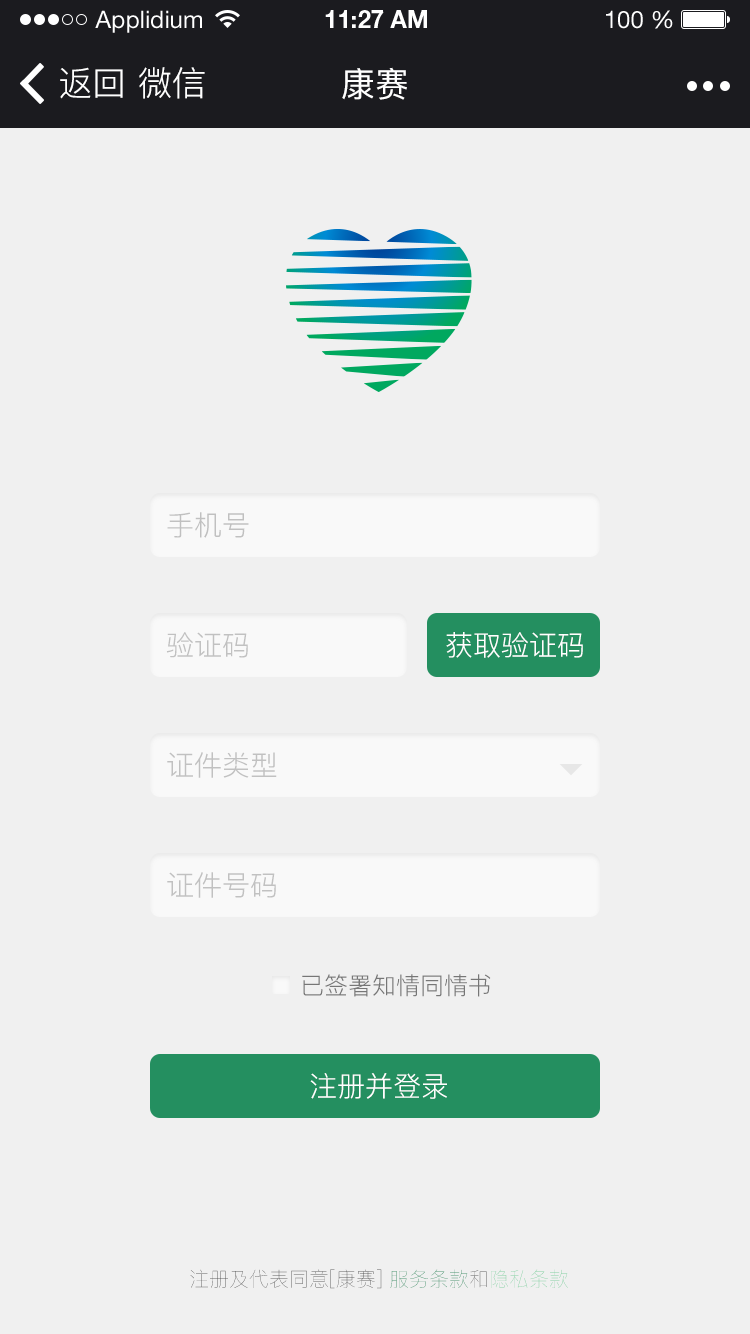 Applidium 11:27 AM 100 %
返回 微信 康赛
手机号
验证码 获取验证码
证件类型
证件号码
已签署知情同情书
注册并登录
注册及代表同意[康赛] 服务条款和隐私条款